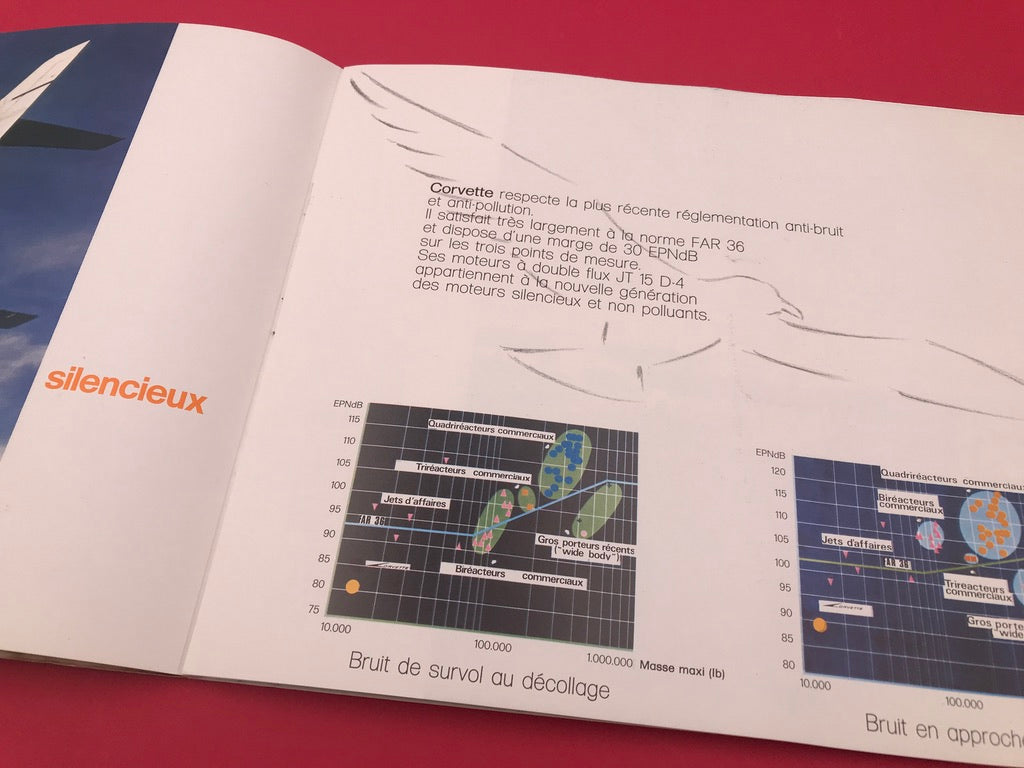 silencieux
Corvette respecte la plus récente réglementation anti-bruit
et anti-pollution.
Il satisfait très largement à la norme FAR 36
et dispose d'une marge de 30 EPNdB
sur les trois points de mesure.
Ses moteurs à double flux JT 15 D-4
appartiennent à la nouvelle génération
des moteurs silencieux et non polluants.
EPNdB
115
110
105
100
95
90
85
80
75
Quadriréacteurs commerciaux
Triréacteurs commerciaux
Jets d'affaires
FAR 36
Gros porteurs récents
("wide body")
Biréacteurs commerciaux
CORVETTE
10.000
100.000
1.000.000
Masse maxi (lb)
Bruit de survol au décollage
EPNdB
120
115
110
105
100
95
90
85
80
Quadriréacteurs commerciaux
Biréacteurs
commerciaux
Jets d'affaires
AR 36
Trireacteurs
commerciaux
CORVETTE
Gros porte
"wide
10.000
100.000
Bruit en approche